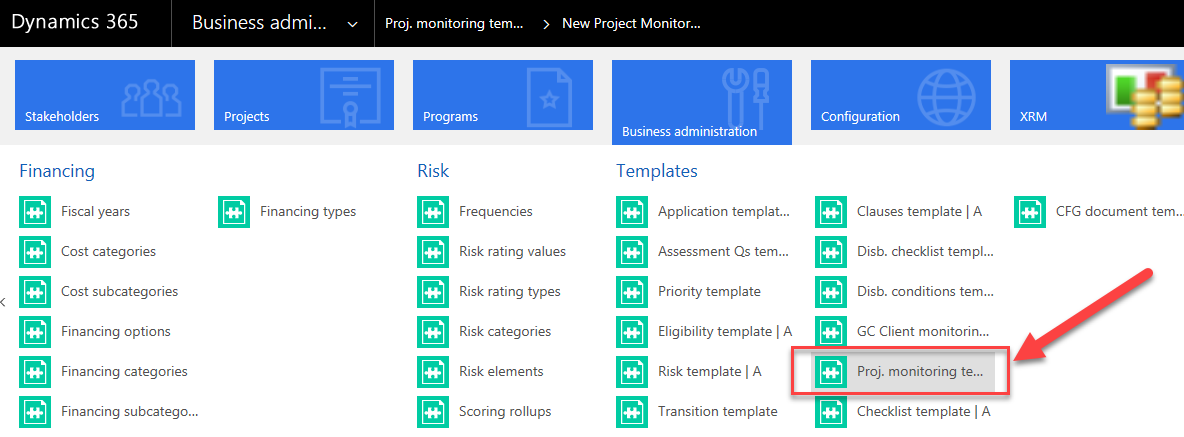 Dynamics 365
Business admi...
Proj. monitoring tem...
New Project Monitor...
Stakeholders
Projects
Programs
Business administration
Configuration
XRM
Financing
Fiscal years
Financing types
Cost categories
Cost subcategories
Financing options
Financing categories
Financing subcatego...
Risk
Frequencies
Risk rating values
Risk rating types
Risk categories
Risk elements
Scoring rollups
Templates
Application templat...
Assessment Qs tem...
Priority template
Eligibility template | A
Risk template | A
Transition template
Clauses template | A
Disb. checklist templ...
Disb. conditions tem...
GC Client monitorin...
Proj. monitoring te...
Checklist template | A
CFG document tem...